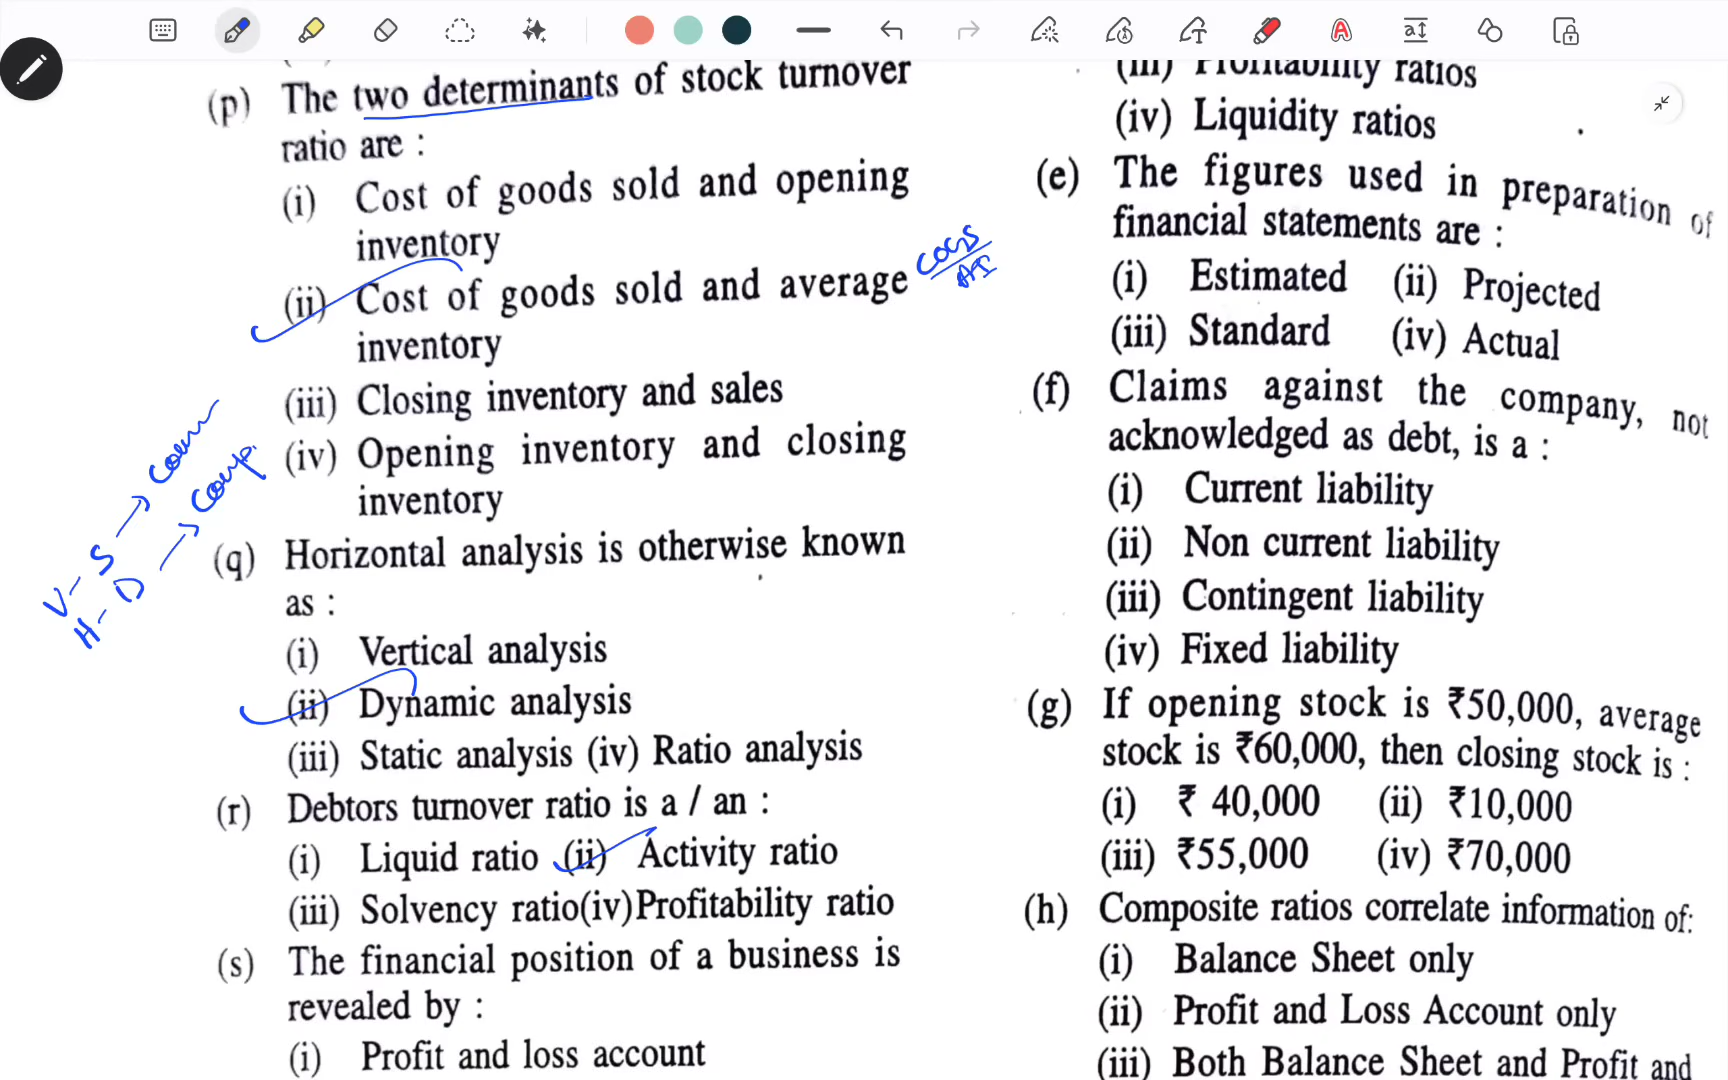 (p) The two determinants of stock turnover
ratio are :
(i) Cost of goods sold and opening
inventory
(ii) Cost of goods sold and average
inventory
COGS
AI
(iii) Closing inventory and sales
(iv) Opening inventory and closing
inventory
V - S → Comm
H - D → Comp.
(q) Horizontal analysis is otherwise known
as :
(i) Vertical analysis
(ii) Dynamic analysis
(iii) Static analysis (iv) Ratio analysis
(r) Debtors turnover ratio is a / an :
(i) Liquid ratio (ii) Activity ratio
(iii) Solvency ratio(iv)Profitability ratio
(s) The financial position of a business is
revealed by :
(i) Profit and loss account
(iii) Profitability ratios
(iv) Liquidity ratios
(e) The figures used in preparation of
financial statements are :
(i) Estimated (ii) Projected
(iii) Standard (iv) Actual
(f) Claims against the company, not
acknowledged as debt, is a :
(i) Current liability
(ii) Non current liability
(iii) Contingent liability
(iv) Fixed liability
(g) If opening stock is ₹50,000, average
stock is ₹60,000, then closing stock is :
(i) ₹ 40,000 (ii) ₹10,000
(iii) ₹55,000 (iv) ₹70,000
(h) Composite ratios correlate information of:
(i) Balance Sheet only
(ii) Profit and Loss Account only
(iii) Both Balance Sheet and Profit and